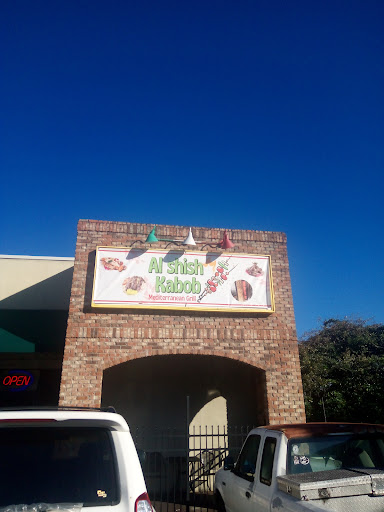 Al shish
Kabob
Mediterranean Grill
OPEN